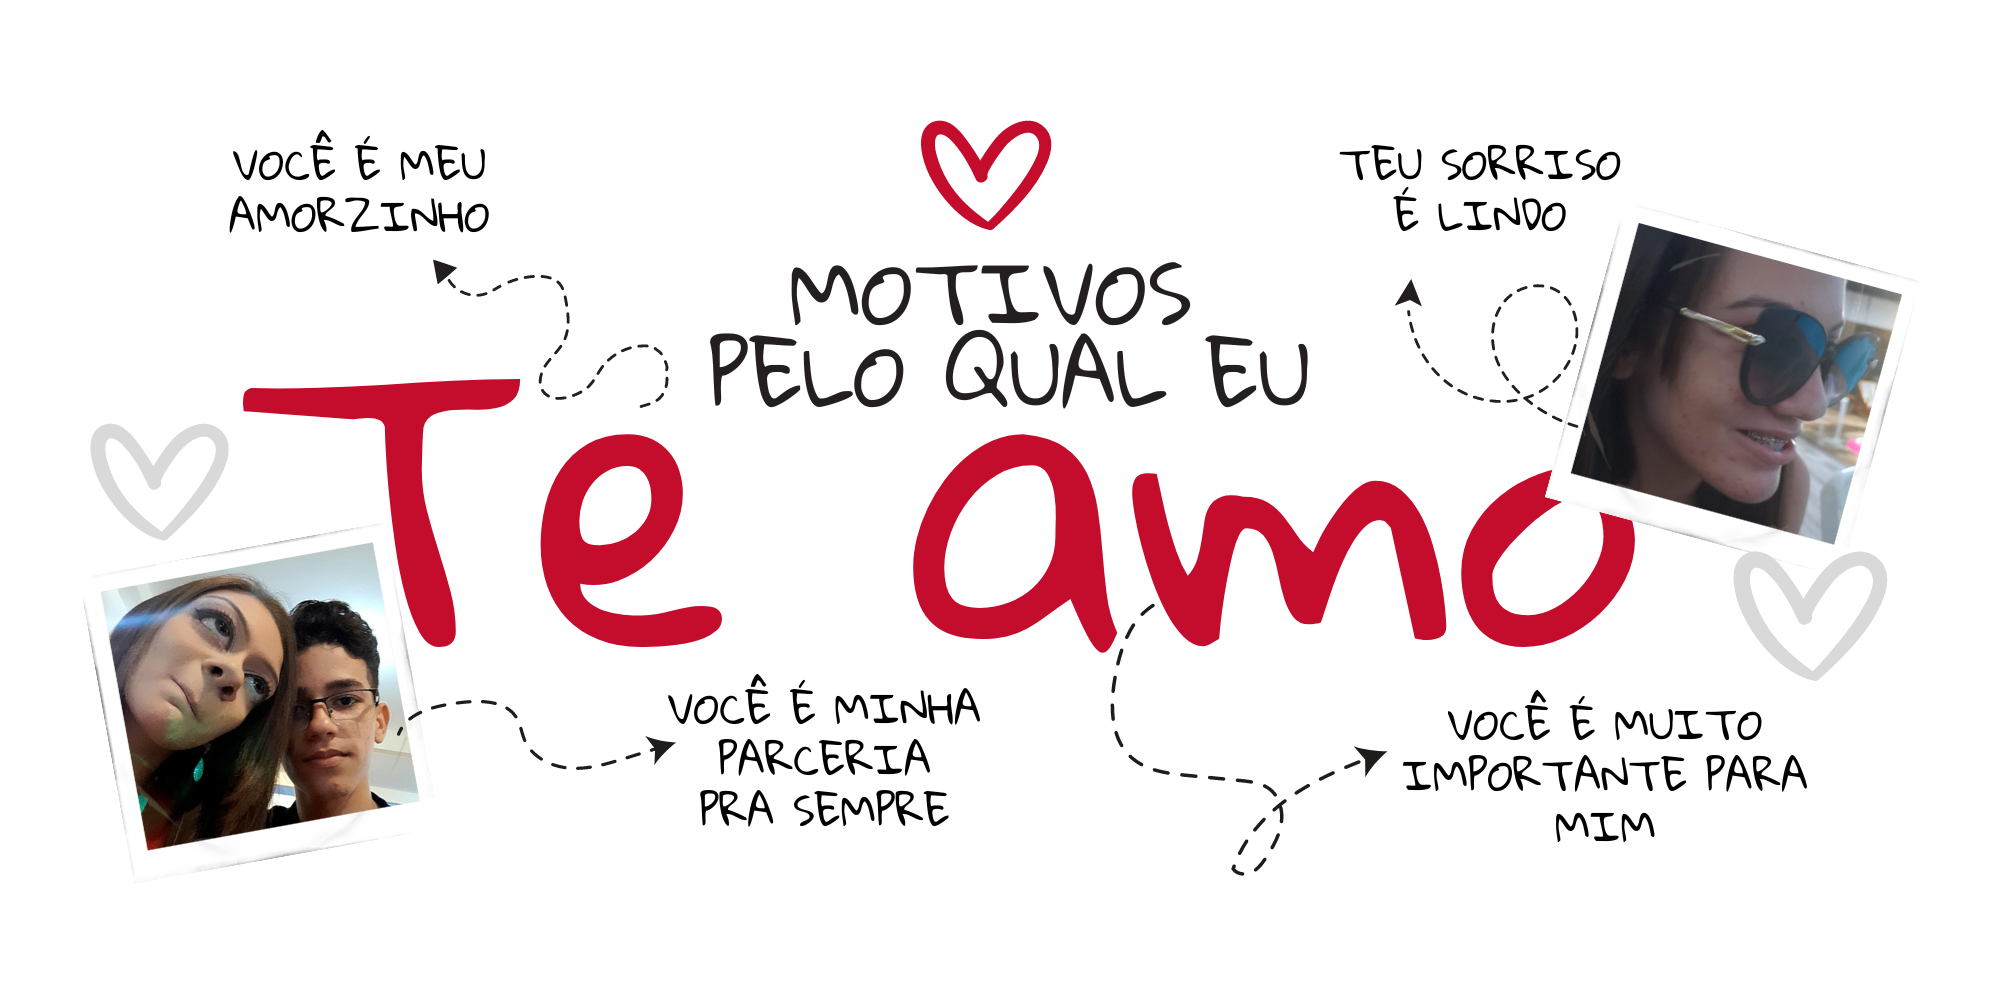 VOCÊ É MEU
AMORZINHO
TEU SORRISO
É LINDO
MOTIVOS
PELO QUAL EU
Te amo
VOCÊ É MINHA
PARCERIA
PRA SEMPRE
VOCÊ É MUITO
IMPORTANTE PARA
MIM